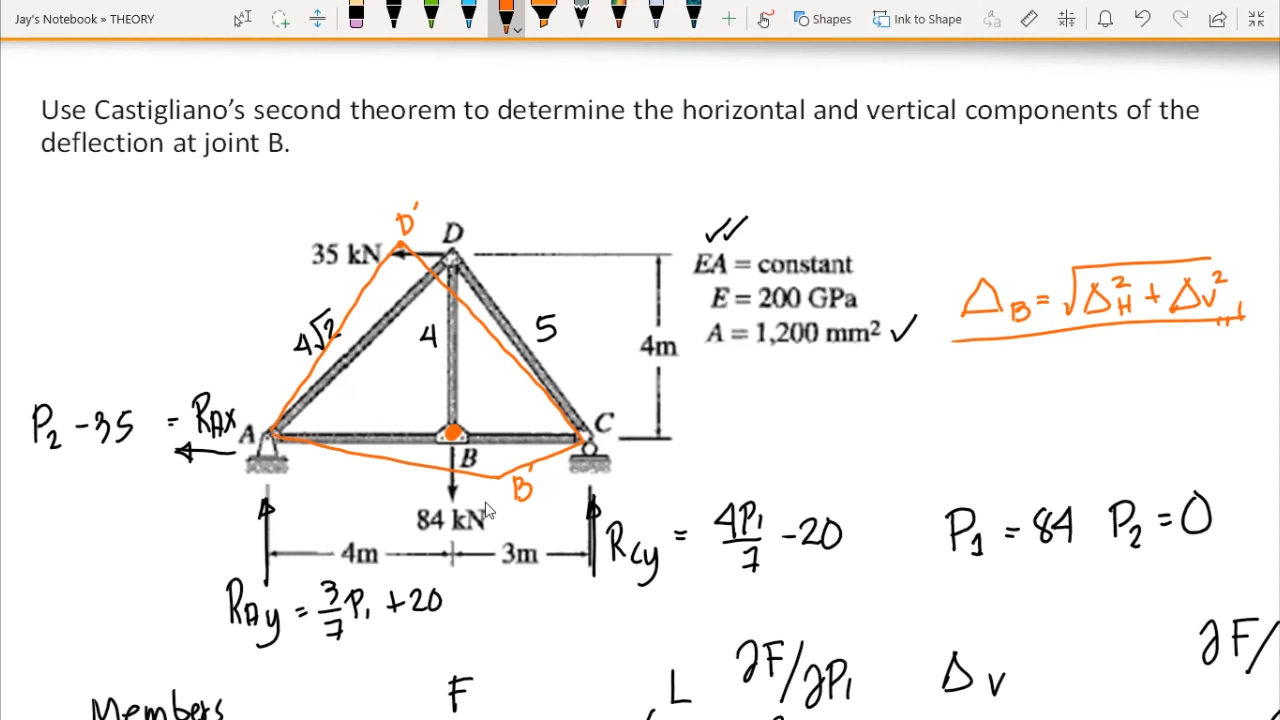 Jay's Notebook » THEORY
Shapes
Ink to Shape
Use Castigliano's second theorem to determine the horizontal and vertical components of the
deflection at joint B.
D'
D
35 kN
EA = constant
E = 200 GPa
A = 1,200 mm² ✓
Δ_B = √Δ_H² + Δ_V²
4√2
4
5
4m
P₂ - 35 = R_AX
A
C
B
B'
84 kN
4m
3m
R_Cy = 4P₁/7 - 20
P₁ = 84 P₂ = 0
R_Ay = 3/7 P₁ + 20
Members
F
L
∂F/∂P₁
Δ_V
∂F/